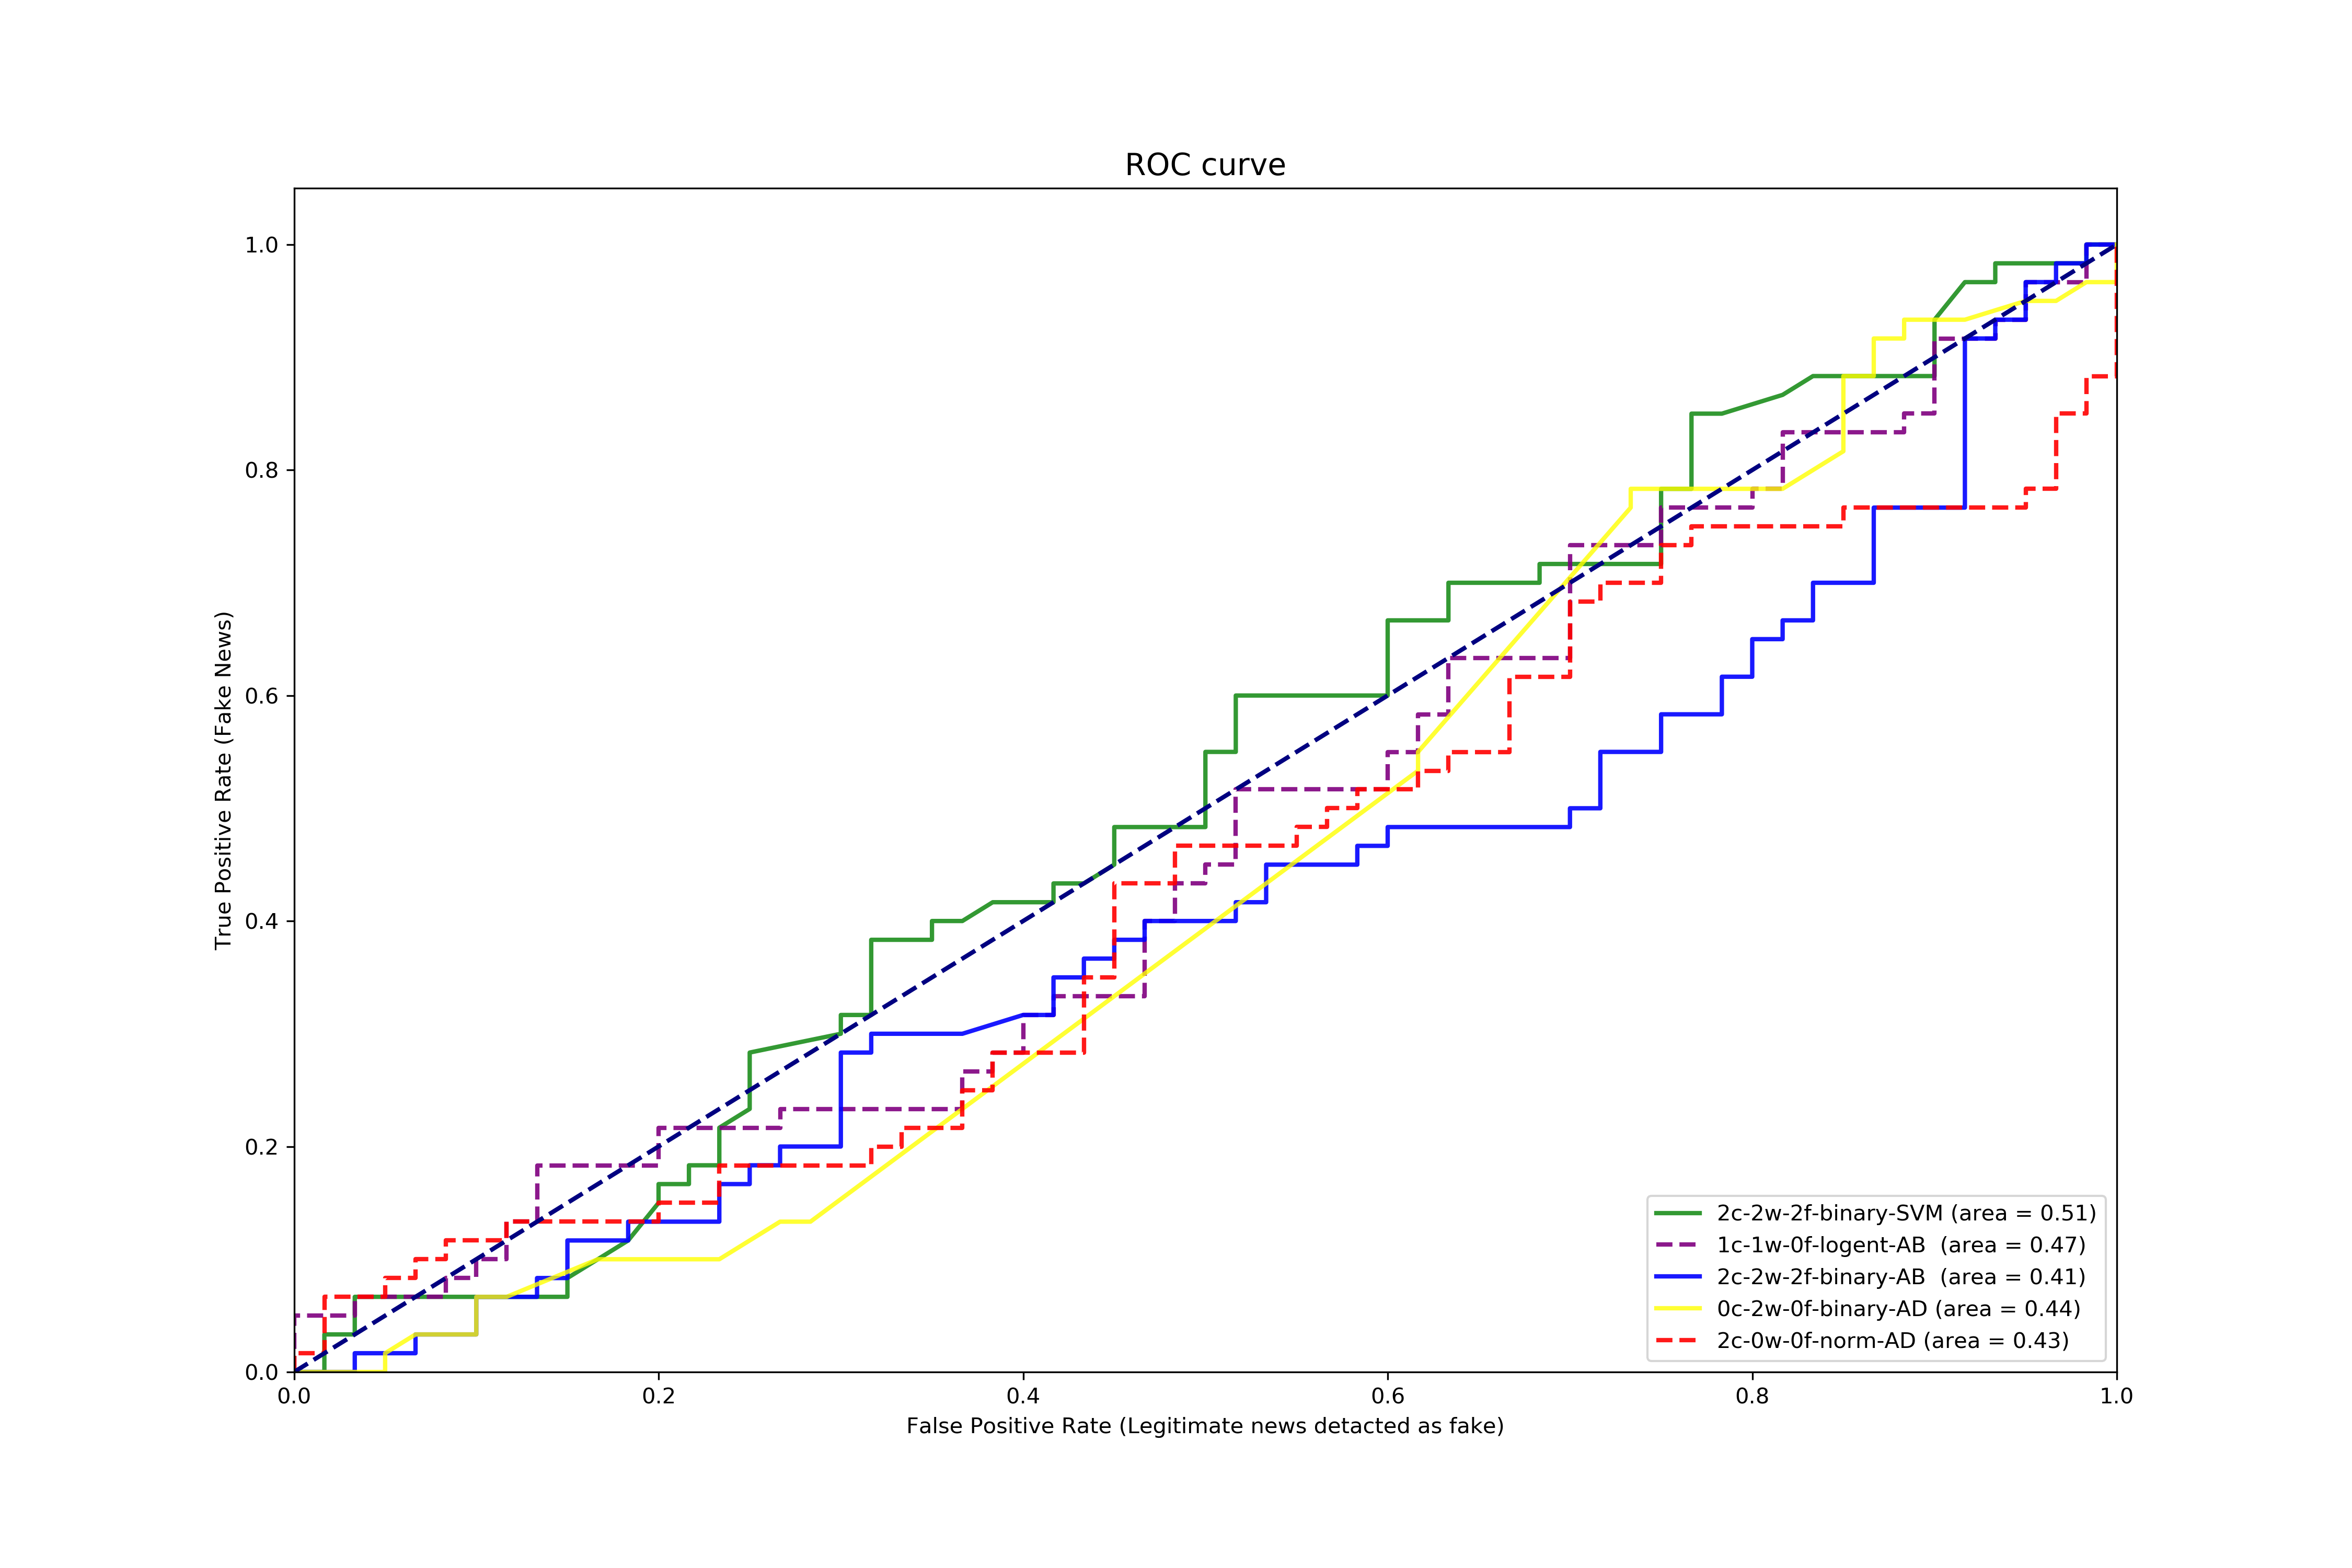 ROC curve
1.0
0.8
0.6
0.4
0.2
0.0
True Positive Rate (Fake News)
0.0 0.2 0.4 0.6 0.8 1.0
False Positive Rate (Legitimate news detacted as fake)
2c-2w-2f-binary-SVM (area = 0.51)
1c-1w-0f-logent-AB  (area = 0.47)
2c-2w-2f-binary-AB  (area = 0.41)
0c-2w-0f-binary-AD (area = 0.44)
2c-0w-0f-norm-AD (area = 0.43)